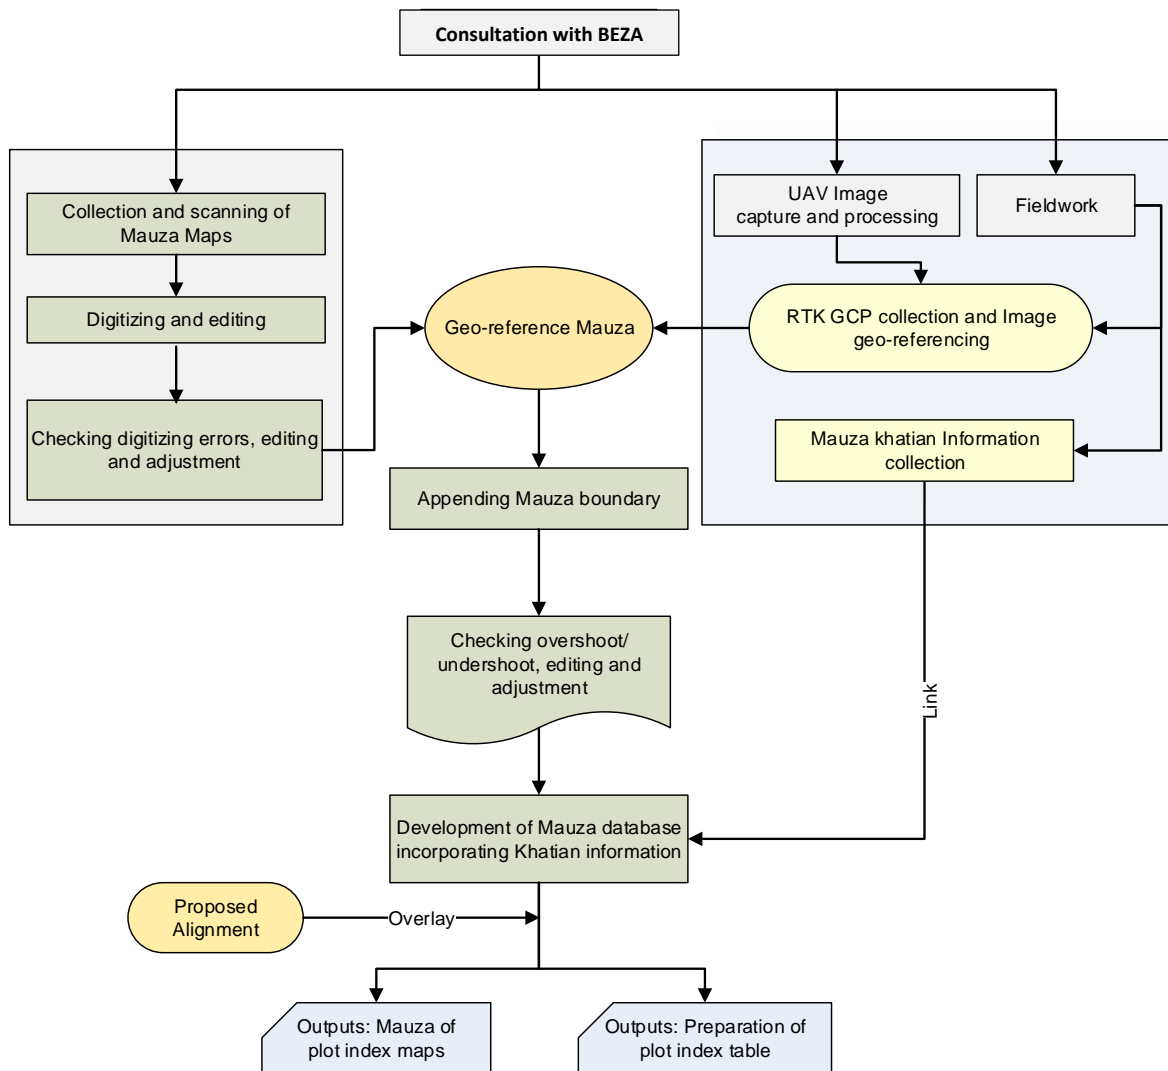 Consultation with BEZA
Collection and scanning of
Mauza Maps
Digitizing and editing
Checking digitizing errors, editing
and adjustment
UAV Image
capture and processing
Fieldwork
RTK GCP collection and Image
geo-referencing
Mauza khatian Information
collection
Geo-reference Mauza
Appending Mauza boundary
Checking overshoot/
undershoot, editing and
adjustment
Link
Development of Mauza database
incorporating Khatian information
Proposed
Alignment
Overlay
Outputs: Mauza of
plot index maps
Outputs: Preparation of
plot index table